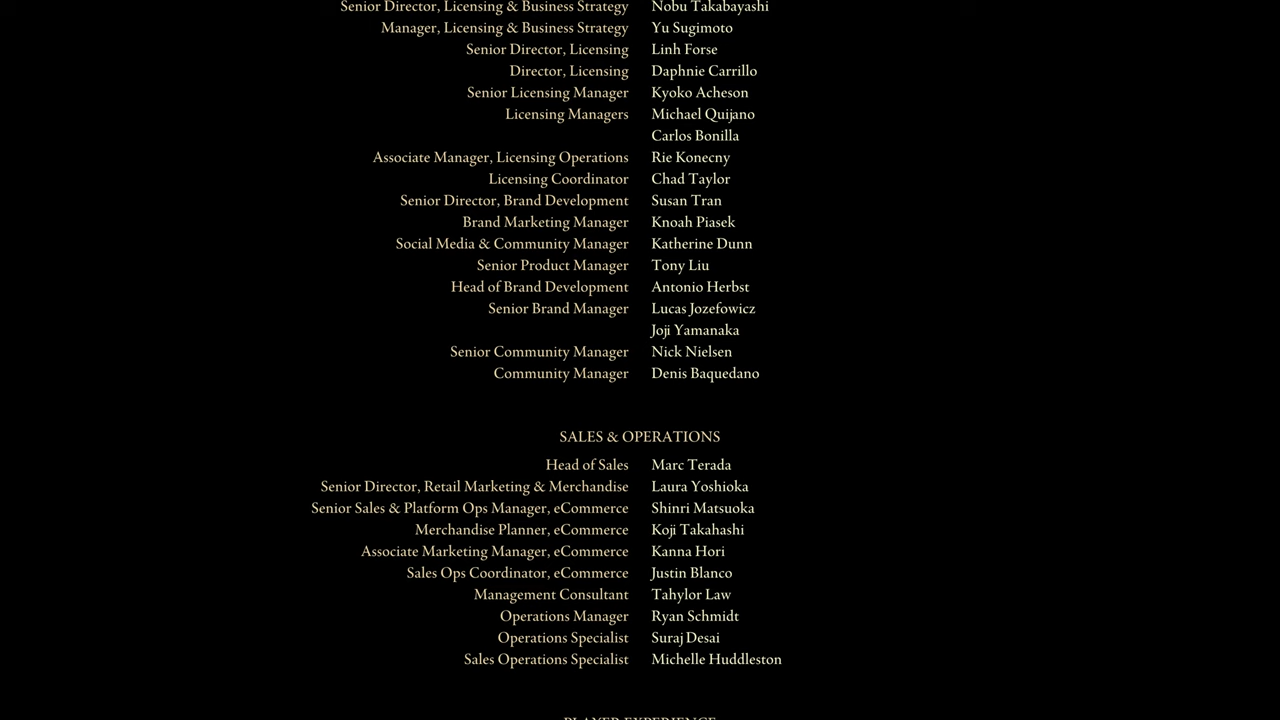 Senior Director, Licensing & Business Strategy Nobu Takabayashi
Manager, Licensing & Business Strategy Yu Sugimoto
Senior Director, Licensing Linh Forse
Director, Licensing Daphnie Carrillo
Senior Licensing Manager Kyoko Acheson
Licensing Managers Michael Quijano
Carlos Bonilla
Associate Manager, Licensing Operations Rie Konecny
Licensing Coordinator Chad Taylor
Senior Director, Brand Development Susan Tran
Brand Marketing Manager Knoah Piasek
Social Media & Community Manager Katherine Dunn
Senior Product Manager Tony Liu
Head of Brand Development Antonio Herbst
Senior Brand Manager Lucas Jozefowicz
Joji Yamanaka
Senior Community Manager Nick Nielsen
Community Manager Denis Baquedano
SALES & OPERATIONS
Head of Sales Marc Terada
Senior Director, Retail Marketing & Merchandise Laura Yoshioka
Senior Sales & Platform Ops Manager, eCommerce Shinri Matsuoka
Merchandise Planner, eCommerce Koji Takahashi
Associate Marketing Manager, eCommerce Kanna Hori
Sales Ops Coordinator, eCommerce Justin Blanco
Management Consultant Tahylor Law
Operations Manager Ryan Schmidt
Operations Specialist Suraj Desai
Sales Operations Specialist Michelle Huddleston
PLAYER EXPERIENCE